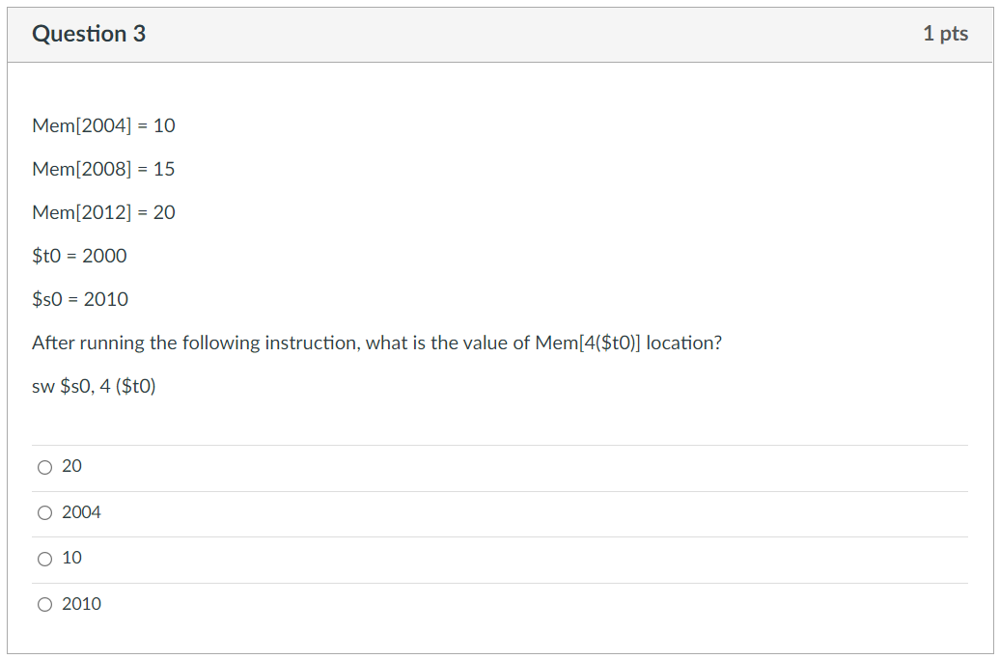 Question 3
1 pts
Mem[2004] = 10
Mem[2008] = 15
Mem[2012] = 20
$t0 = 2000
$s0 = 2010
After running the following instruction, what is the value of Mem[4($t0)] location?
sw $s0, 4 ($t0)
20
2004
10
2010